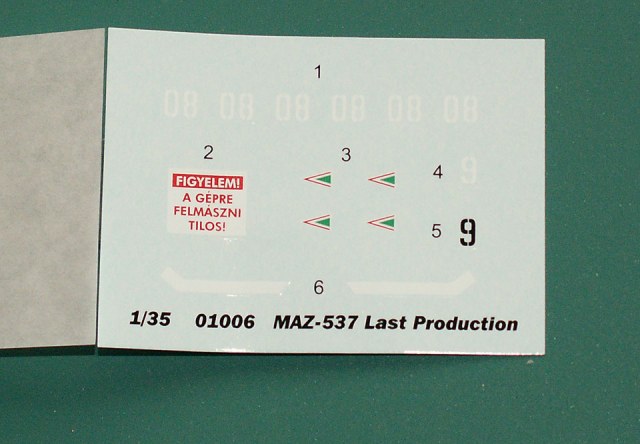 1
08 08 08 08 08 08
2
3
4
9
FIGYELEM!
A GÉPRE
FELMÁSZNI
TILOS!
5
9
6
1/35 01006 MAZ-537 Last Production